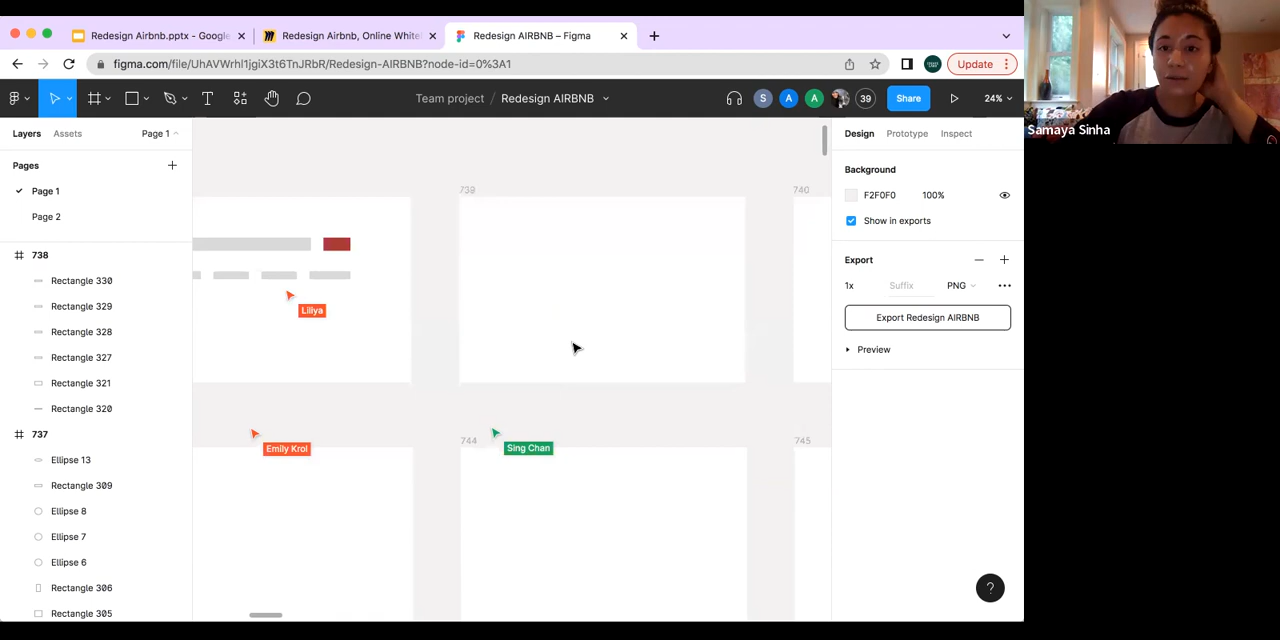 Redesign Airbnb.pptx - Google
Redesign Airbnb, Online White
Redesign AIRBNB – Figma
figma.com/file/UhAVWrhl1jgiX3t6TnJRbR/Redesign-AIRBNB?node-id=0%3A1
Update
Team project / Redesign AIRBNB
S
A
A
39
Share
24%
Samaya Sinha
Layers
Assets
Page 1
Design
Prototype
Inspect
Pages
Page 1
Page 2
738
Rectangle 330
Rectangle 329
Rectangle 328
Rectangle 327
Rectangle 321
Rectangle 320
737
Ellipse 13
Rectangle 309
Ellipse 8
Ellipse 7
Ellipse 6
Rectangle 306
Rectangle 305
739
740
Liliya
Emily Krol
744
Sing Chan
745
Background
F2F0F0
100%
Show in exports
Export
1x
Suffix
PNG
Export Redesign AIRBNB
Preview
?